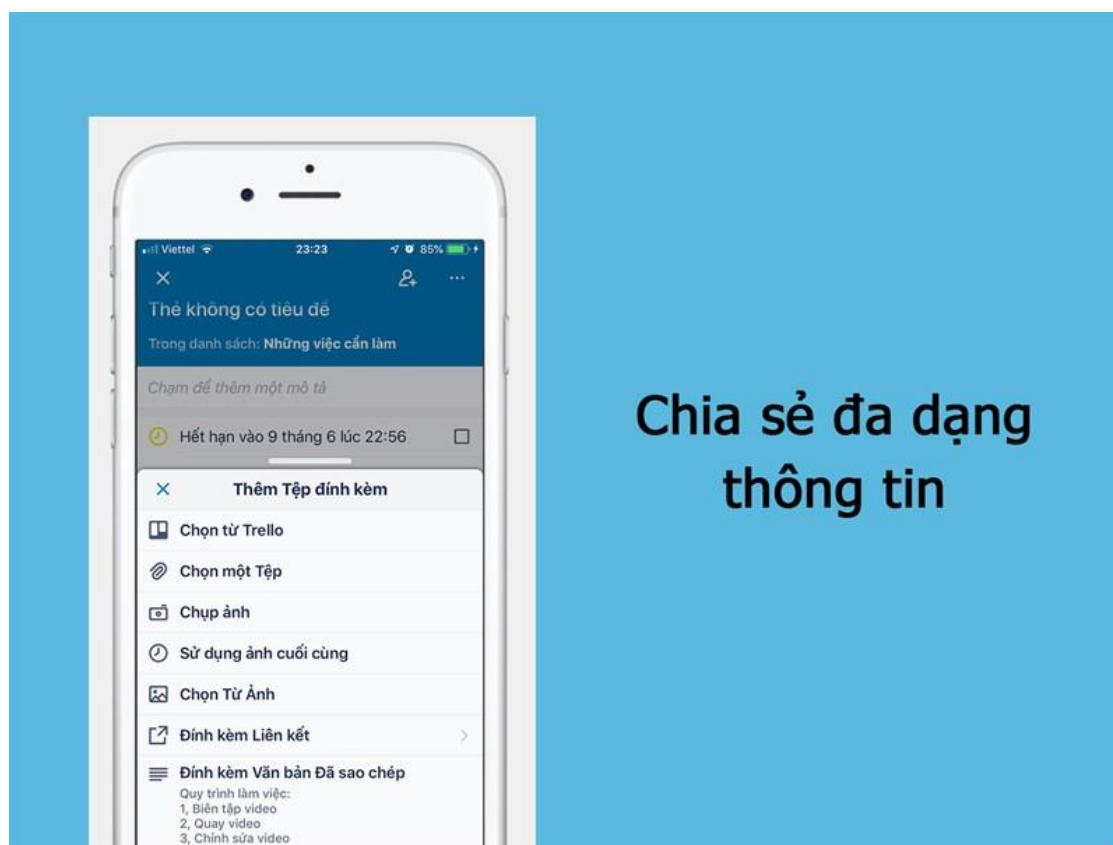 Viettel 23:23 85%
Thẻ không có tiêu đề
Trong danh sách: Những việc cần làm
Chạm để thêm một mô tả
Hết hạn vào 9 tháng 6 lúc 22:56
Thêm Tệp đính kèm
Chọn từ Trello
Chọn một Tệp
Chụp ảnh
Sử dụng ảnh cuối cùng
Chọn Từ Ảnh
Đính kèm Liên kết
Đính kèm Văn bản Đã sao chép
Quy trình làm việc:
1, Biên tập video
2, Quay video
3, Chỉnh sửa video
Chia sẻ đa dạng
thông tin